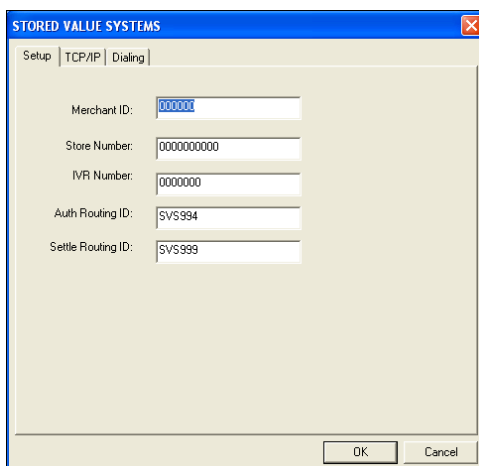 STORED VALUE SYSTEMS
Setup TCP/IP Dialing
Merchant ID: 000000
Store Number: 0000000000
IVR Number: 0000000
Auth Routing ID: SVS994
Settle Routing ID: SVS999
OK Cancel